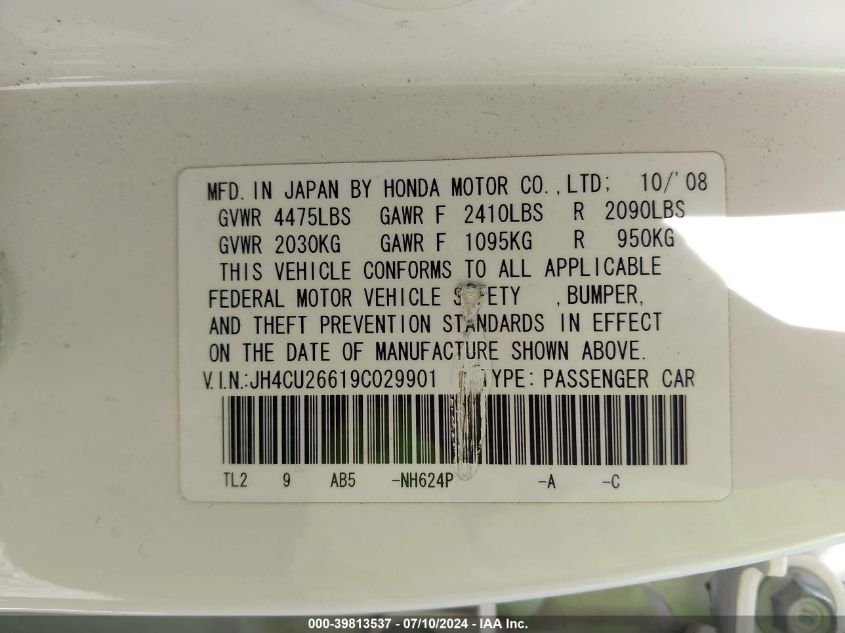 MFD. IN JAPAN BY HONDA MOTOR CO.,LTD; 10/'08
GVWR 4475LBS GAWR F 2410LBS R 2090LBS
GVWR 2030KG GAWR F 1095KG R 950KG
THIS VEHICLE CONFORMS TO ALL APPLICABLE
FEDERAL MOTOR VEHICLE SAFETY , BUMPER,
AND THEFT PREVENTION STANDARDS IN EFFECT
ON THE DATE OF MANUFACTURE SHOWN ABOVE.
V.I.N.:JH4CU26619C029901 TYPE: PASSENGER CAR
TL2 9 AB5 -NH624P -A -C
000-39813537 - 07/10/2024 - IAA Inc.